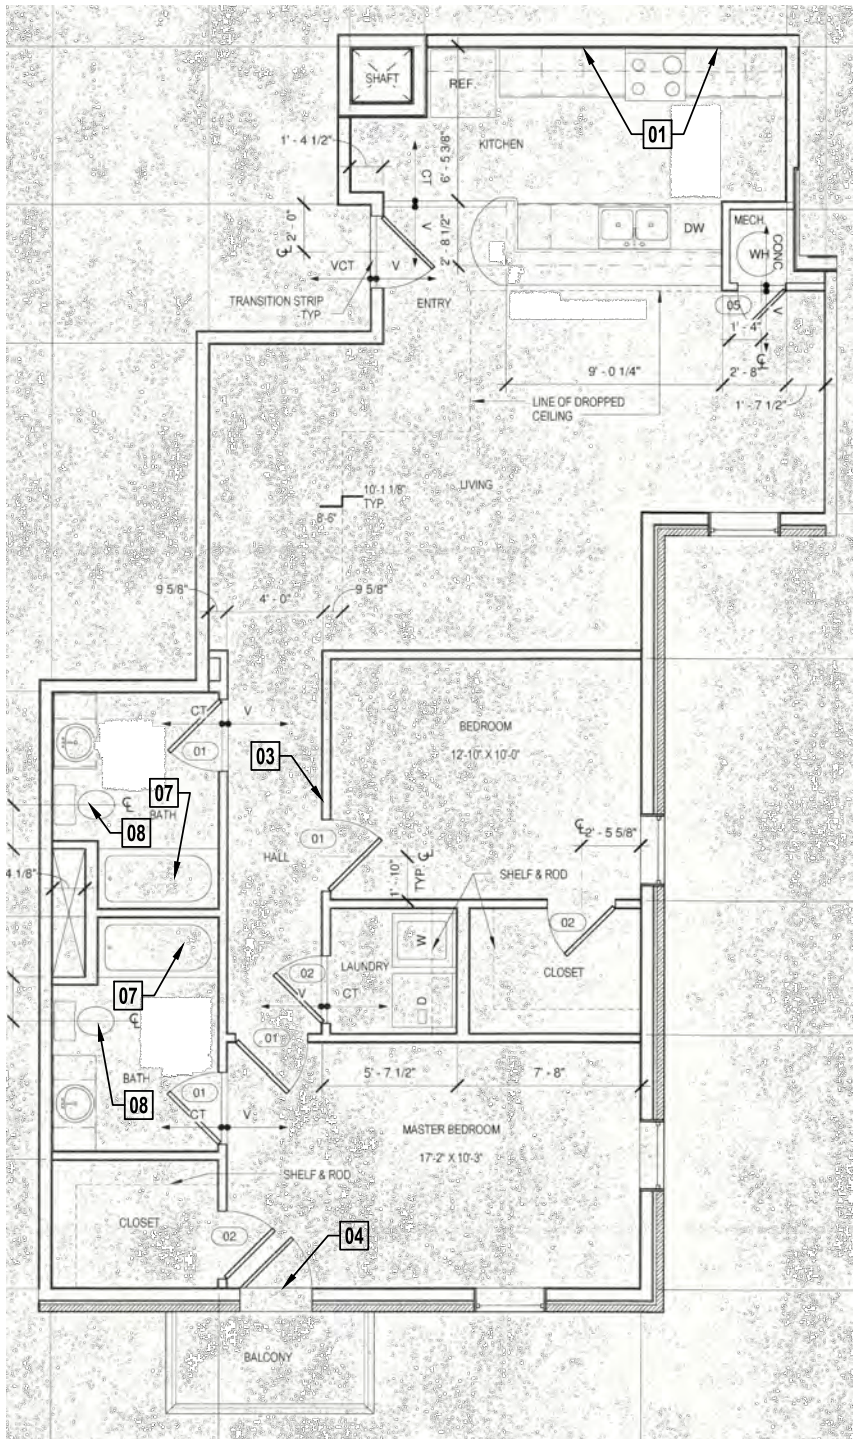 SHAFT
REF
01
KITCHEN
1' - 4 1/2"
CT
6' - 5 3/8"
2' - 0"
℄
V
2' - 8 1/2"
DW
MECH
WH
CONC
VCT
V
TRANSITION STRIP
TYP
ENTRY
05
V
1' - 4"
℄
9' - 0 1/4"
2' - 8"
LINE OF DROPPED
CEILING
1' - 7 1/2"
LIVING
10'-1 1/8"
TYP
8'-6"
9 5/8"
4' - 0"
9 5/8"
CT
V
01
BEDROOM
12'-10" X 10'-0"
03
07
℄
BATH
08
01
℄
2' - 5 5/8"
HALL
1' - 10"
TYP
℄
SHELF & ROD
4 1/8"
02
W
LAUNDRY
02
CLOSET
07
V
CT
D
℄
01
BATH
08
01
CT
V
5' - 7 1/2"
7' - 8"
MASTER BEDROOM
17'-2" X 10'-3"
SHELF & ROD
CLOSET
02
04
BALCONY